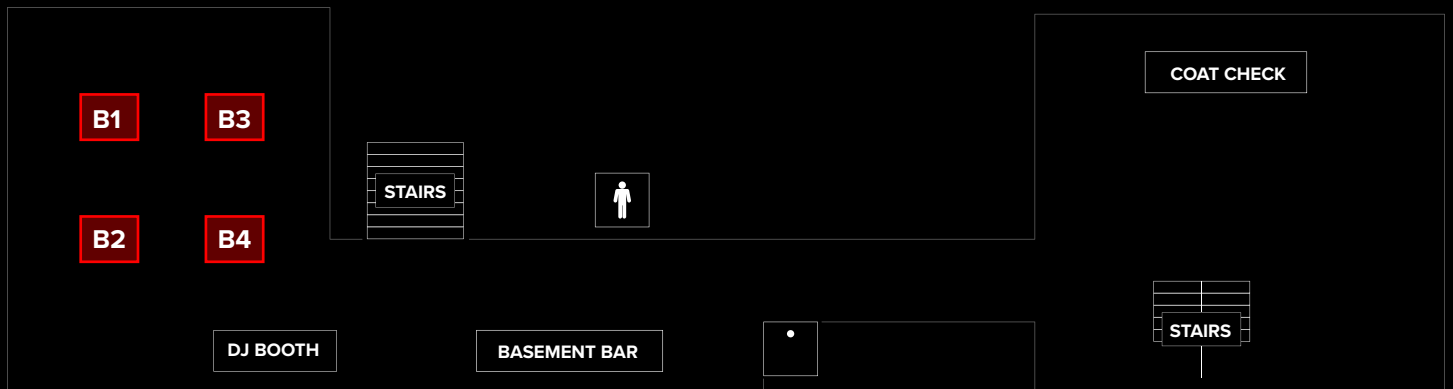 COAT CHECK
B1
B3
STAIRS
B2
B4
STAIRS
DJ BOOTH
BASEMENT BAR